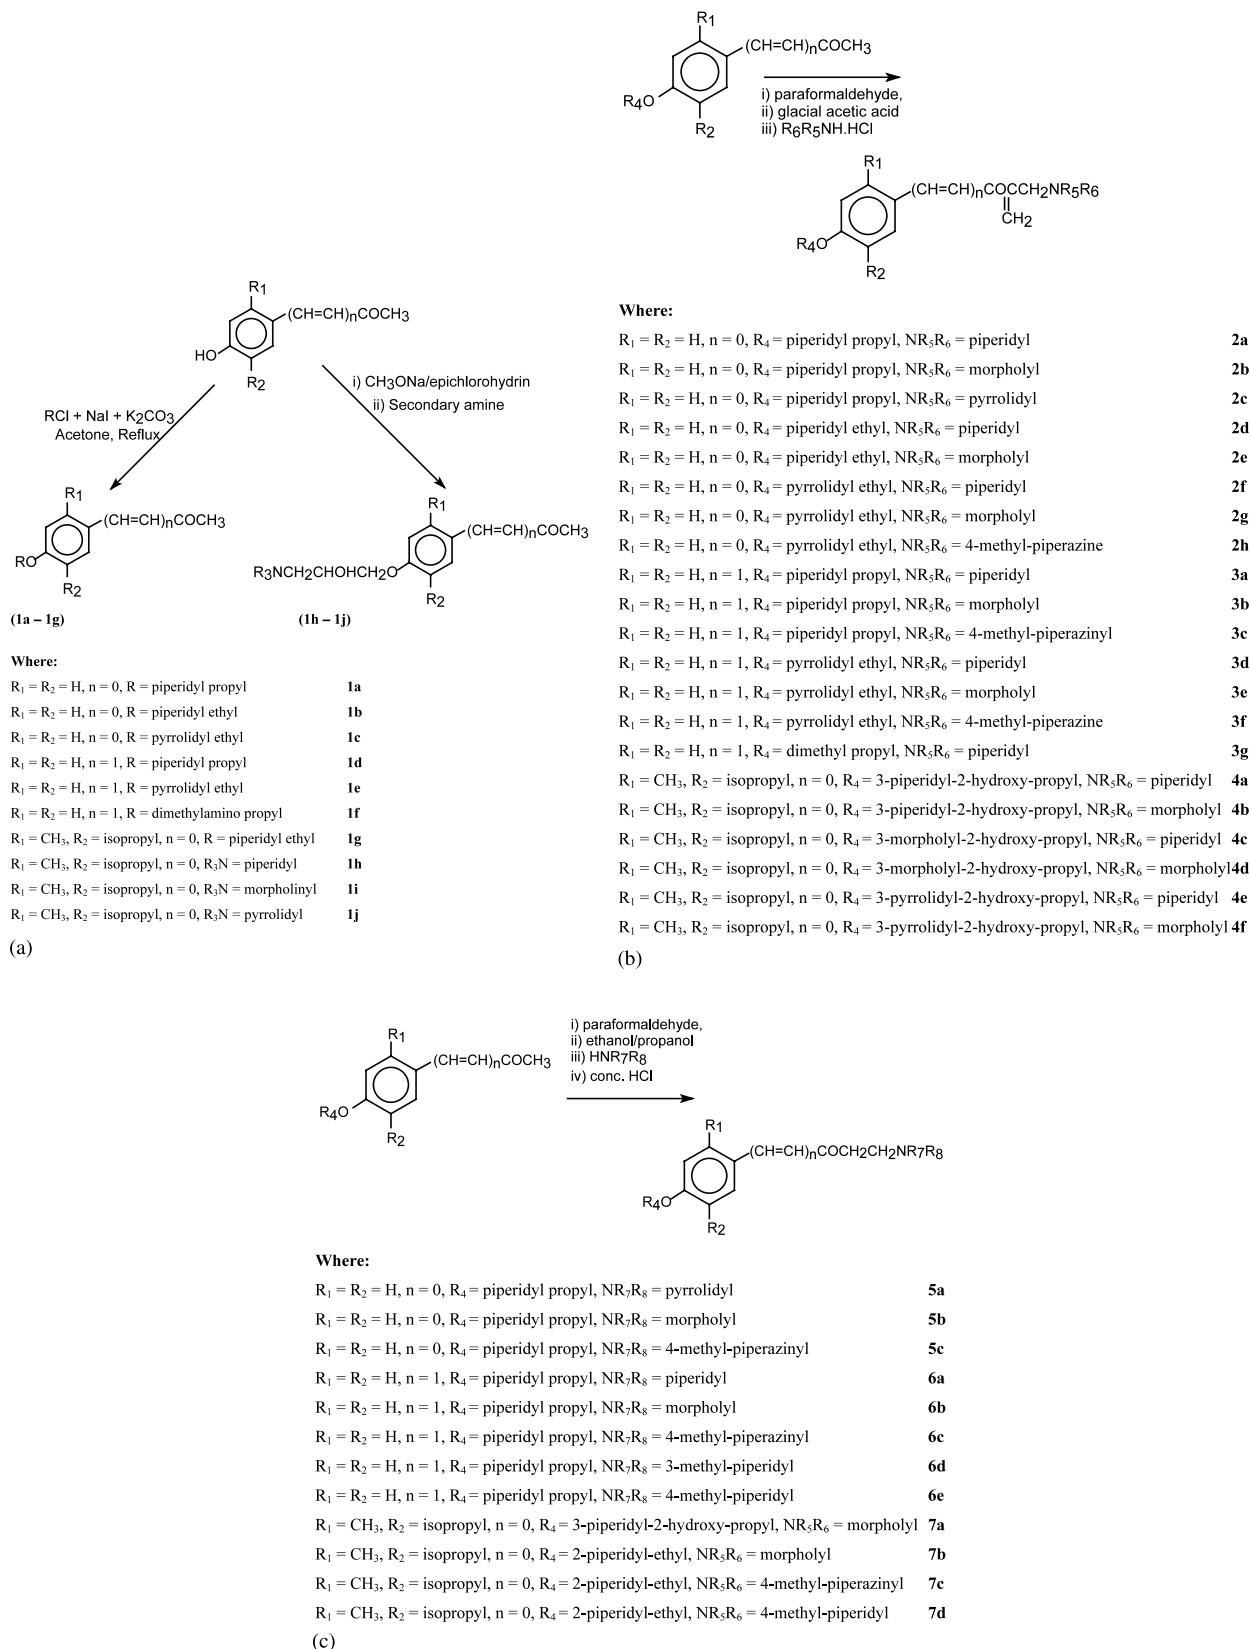 R₁
(CH=CH)ₙCOCH₃
HO
R₂
RCl + NaI + K₂CO₃
Acetone, Reflux
i) CH₃ONa/epichlorohydrin
ii) Secondary amine
R₁
(CH=CH)ₙCOCH₃
RO
R₂
(1a – 1g)
R₁
(CH=CH)ₙCOCH₃
R₃NCH₂CHOHCH₂O
R₂
(1h – 1j)
Where:
R₁ = R₂ = H, n = 0, R = piperidyl propyl 1a
R₁ = R₂ = H, n = 0, R = piperidyl ethyl 1b
R₁ = R₂ = H, n = 0, R = pyrrolidyl ethyl 1c
R₁ = R₂ = H, n = 1, R = piperidyl propyl 1d
R₁ = R₂ = H, n = 1, R = pyrrolidyl ethyl 1e
R₁ = R₂ = H, n = 1, R = dimethylamino propyl 1f
R₁ = CH₃, R₂ = isopropyl, n = 0, R = piperidyl ethyl 1g
R₁ = CH₃, R₂ = isopropyl, n = 0, R₃N = piperidyl 1h
R₁ = CH₃, R₂ = isopropyl, n = 0, R₃N = morpholinyl 1i
R₁ = CH₃, R₂ = isopropyl, n = 0, R₃N = pyrrolidyl 1j
(a)
R₁
(CH=CH)ₙCOCH₃
R₄O
R₂
i) paraformaldehyde,
ii) glacial acetic acid
iii) R₆R₅NH.HCl
R₁
(CH=CH)ₙCOCCH₂NR₅R₆
CH₂
R₄O
R₂
Where:
R₁ = R₂ = H, n = 0, R₄ = piperidyl propyl, NR₅R₆ = piperidyl 2a
R₁ = R₂ = H, n = 0, R₄ = piperidyl propyl, NR₅R₆ = morpholyl 2b
R₁ = R₂ = H, n = 0, R₄ = piperidyl propyl, NR₅R₆ = pyrrolidyl 2c
R₁ = R₂ = H, n = 0, R₄ = piperidyl ethyl, NR₅R₆ = piperidyl 2d
R₁ = R₂ = H, n = 0, R₄ = piperidyl ethyl, NR₅R₆ = morpholyl 2e
R₁ = R₂ = H, n = 0, R₄ = pyrrolidyl ethyl, NR₅R₆ = piperidyl 2f
R₁ = R₂ = H, n = 0, R₄ = pyrrolidyl ethyl, NR₅R₆ = morpholyl 2g
R₁ = R₂ = H, n = 0, R₄ = pyrrolidyl ethyl, NR₅R₆ = 4-methyl-piperazine 2h
R₁ = R₂ = H, n = 1, R₄ = piperidyl propyl, NR₅R₆ = piperidyl 3a
R₁ = R₂ = H, n = 1, R₄ = piperidyl propyl, NR₅R₆ = morpholyl 3b
R₁ = R₂ = H, n = 1, R₄ = piperidyl propyl, NR₅R₆ = 4-methyl-piperazinyl 3c
R₁ = R₂ = H, n = 1, R₄ = pyrrolidyl ethyl, NR₅R₆ = piperidyl 3d
R₁ = R₂ = H, n = 1, R₄ = pyrrolidyl ethyl, NR₅R₆ = morpholyl 3e
R₁ = R₂ = H, n = 1, R₄ = pyrrolidyl ethyl, NR₅R₆ = 4-methyl-piperazine 3f
R₁ = R₂ = H, n = 1, R₄ = dimethyl propyl, NR₅R₆ = piperidyl 3g
R₁ = CH₃, R₂ = isopropyl, n = 0, R₄ = 3-piperidyl-2-hydroxy-propyl, NR₅R₆ = piperidyl 4a
R₁ = CH₃, R₂ = isopropyl, n = 0, R₄ = 3-piperidyl-2-hydroxy-propyl, NR₅R₆ = morpholyl 4b
R₁ = CH₃, R₂ = isopropyl, n = 0, R₄ = 3-morpholyl-2-hydroxy-propyl, NR₅R₆ = piperidyl 4c
R₁ = CH₃, R₂ = isopropyl, n = 0, R₄ = 3-morpholyl-2-hydroxy-propyl, NR₅R₆ = morpholyl 4d
R₁ = CH₃, R₂ = isopropyl, n = 0, R₄ = 3-pyrrolidyl-2-hydroxy-propyl, NR₅R₆ = piperidyl 4e
R₁ = CH₃, R₂ = isopropyl, n = 0, R₄ = 3-pyrrolidyl-2-hydroxy-propyl, NR₅R₆ = morpholyl 4f
(b)
R₁
(CH=CH)ₙCOCH₃
R₄O
R₂
i) paraformaldehyde,
ii) ethanol/propanol
iii) HNR₇R₈
iv) conc. HCl
R₁
(CH=CH)ₙCOCH₂CH₂NR₇R₈
R₄O
R₂
Where:
R₁ = R₂ = H, n = 0, R₄ = piperidyl propyl, NR₇R₈ = pyrrolidyl 5a
R₁ = R₂ = H, n = 0, R₄ = piperidyl propyl, NR₇R₈ = morpholyl 5b
R₁ = R₂ = H, n = 0, R₄ = piperidyl propyl, NR₇R₈ = 4-methyl-piperazinyl 5c
R₁ = R₂ = H, n = 1, R₄ = piperidyl propyl, NR₇R₈ = piperidyl 6a
R₁ = R₂ = H, n = 1, R₄ = piperidyl propyl, NR₇R₈ = morpholyl 6b
R₁ = R₂ = H, n = 1, R₄ = piperidyl propyl, NR₇R₈ = 4-methyl-piperazinyl 6c
R₁ = R₂ = H, n = 1, R₄ = piperidyl propyl, NR₇R₈ = 3-methyl-piperidyl 6d
R₁ = R₂ = H, n = 1, R₄ = piperidyl propyl, NR₇R₈ = 4-methyl-piperidyl 6e
R₁ = CH₃, R₂ = isopropyl, n = 0, R₄ = 3-piperidyl-2-hydroxy-propyl, NR₅R₆ = morpholyl 7a
R₁ = CH₃, R₂ = isopropyl, n = 0, R₄ = 2-piperidyl-ethyl, NR₅R₆ = morpholyl 7b
R₁ = CH₃, R₂ = isopropyl, n = 0, R₄ = 2-piperidyl-ethyl, NR₅R₆ = 4-methyl-piperazinyl 7c
R₁ = CH₃, R₂ = isopropyl, n = 0, R₄ = 2-piperidyl-ethyl, NR₅R₆ = 4-methyl-piperidyl 7d
(c)